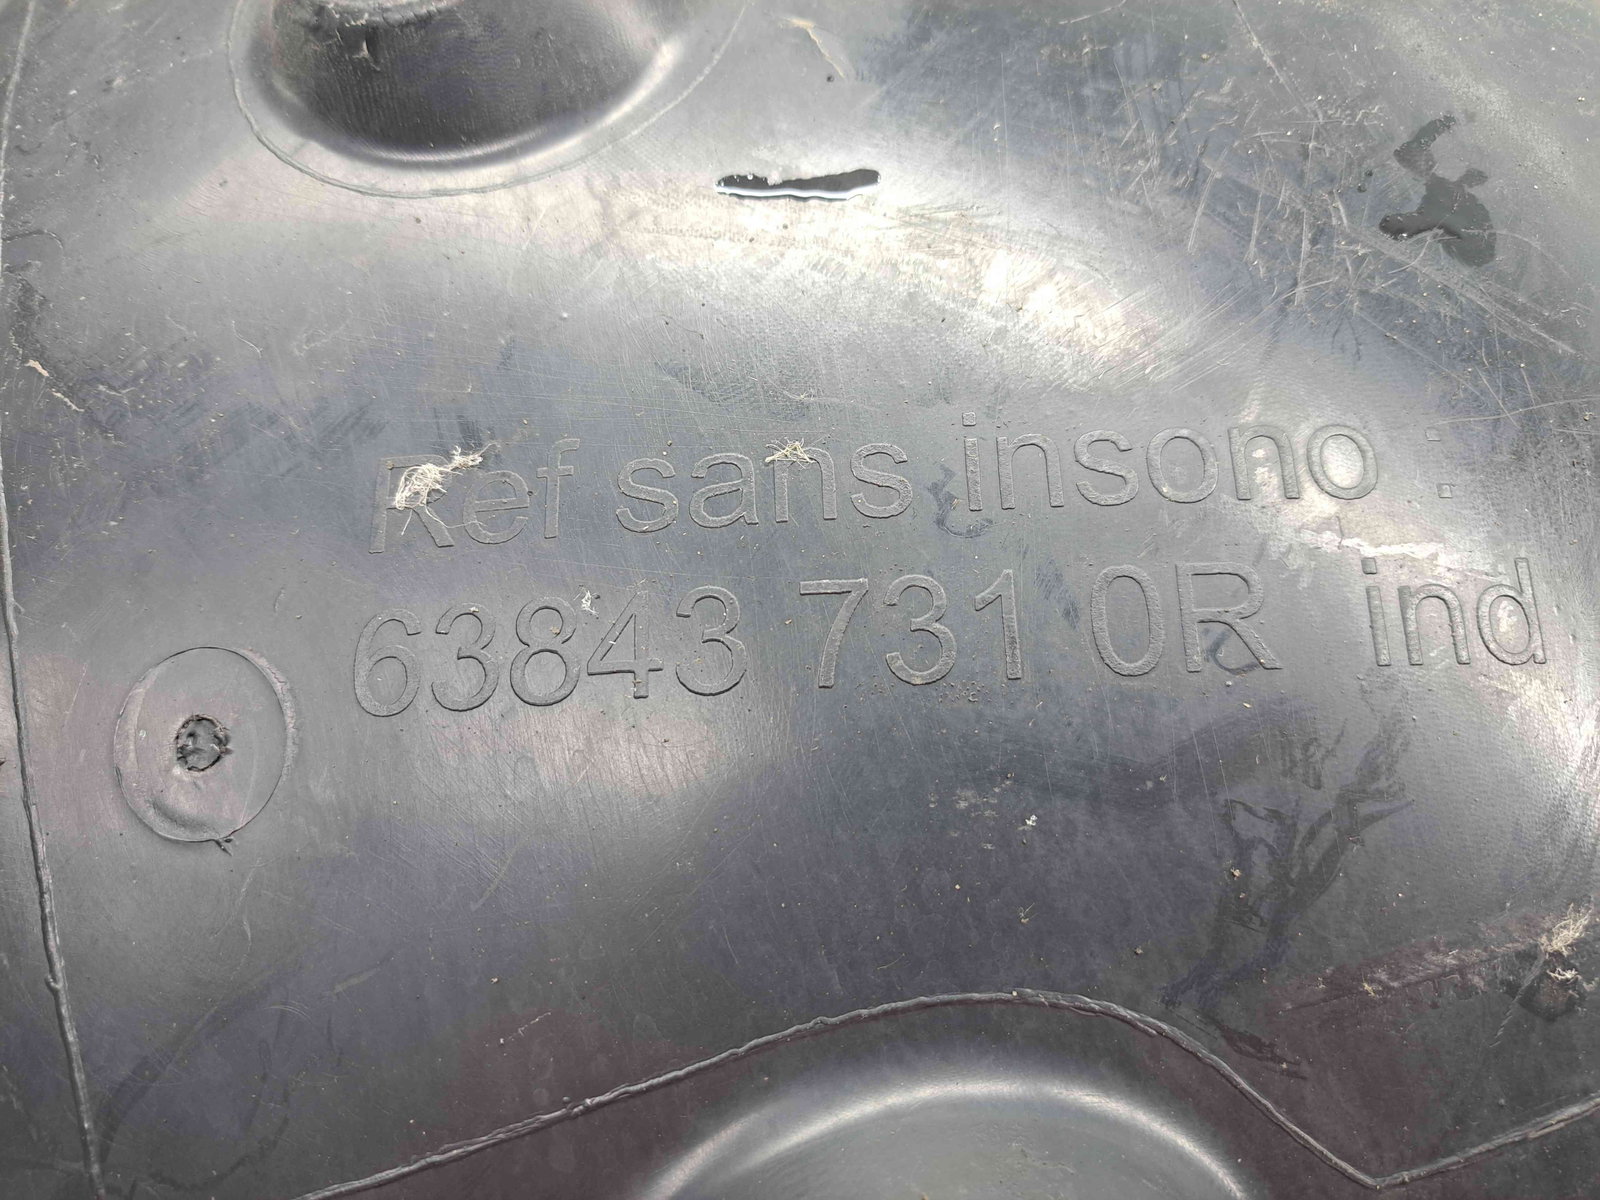 Ref sans insono :
63843 731 0R ind